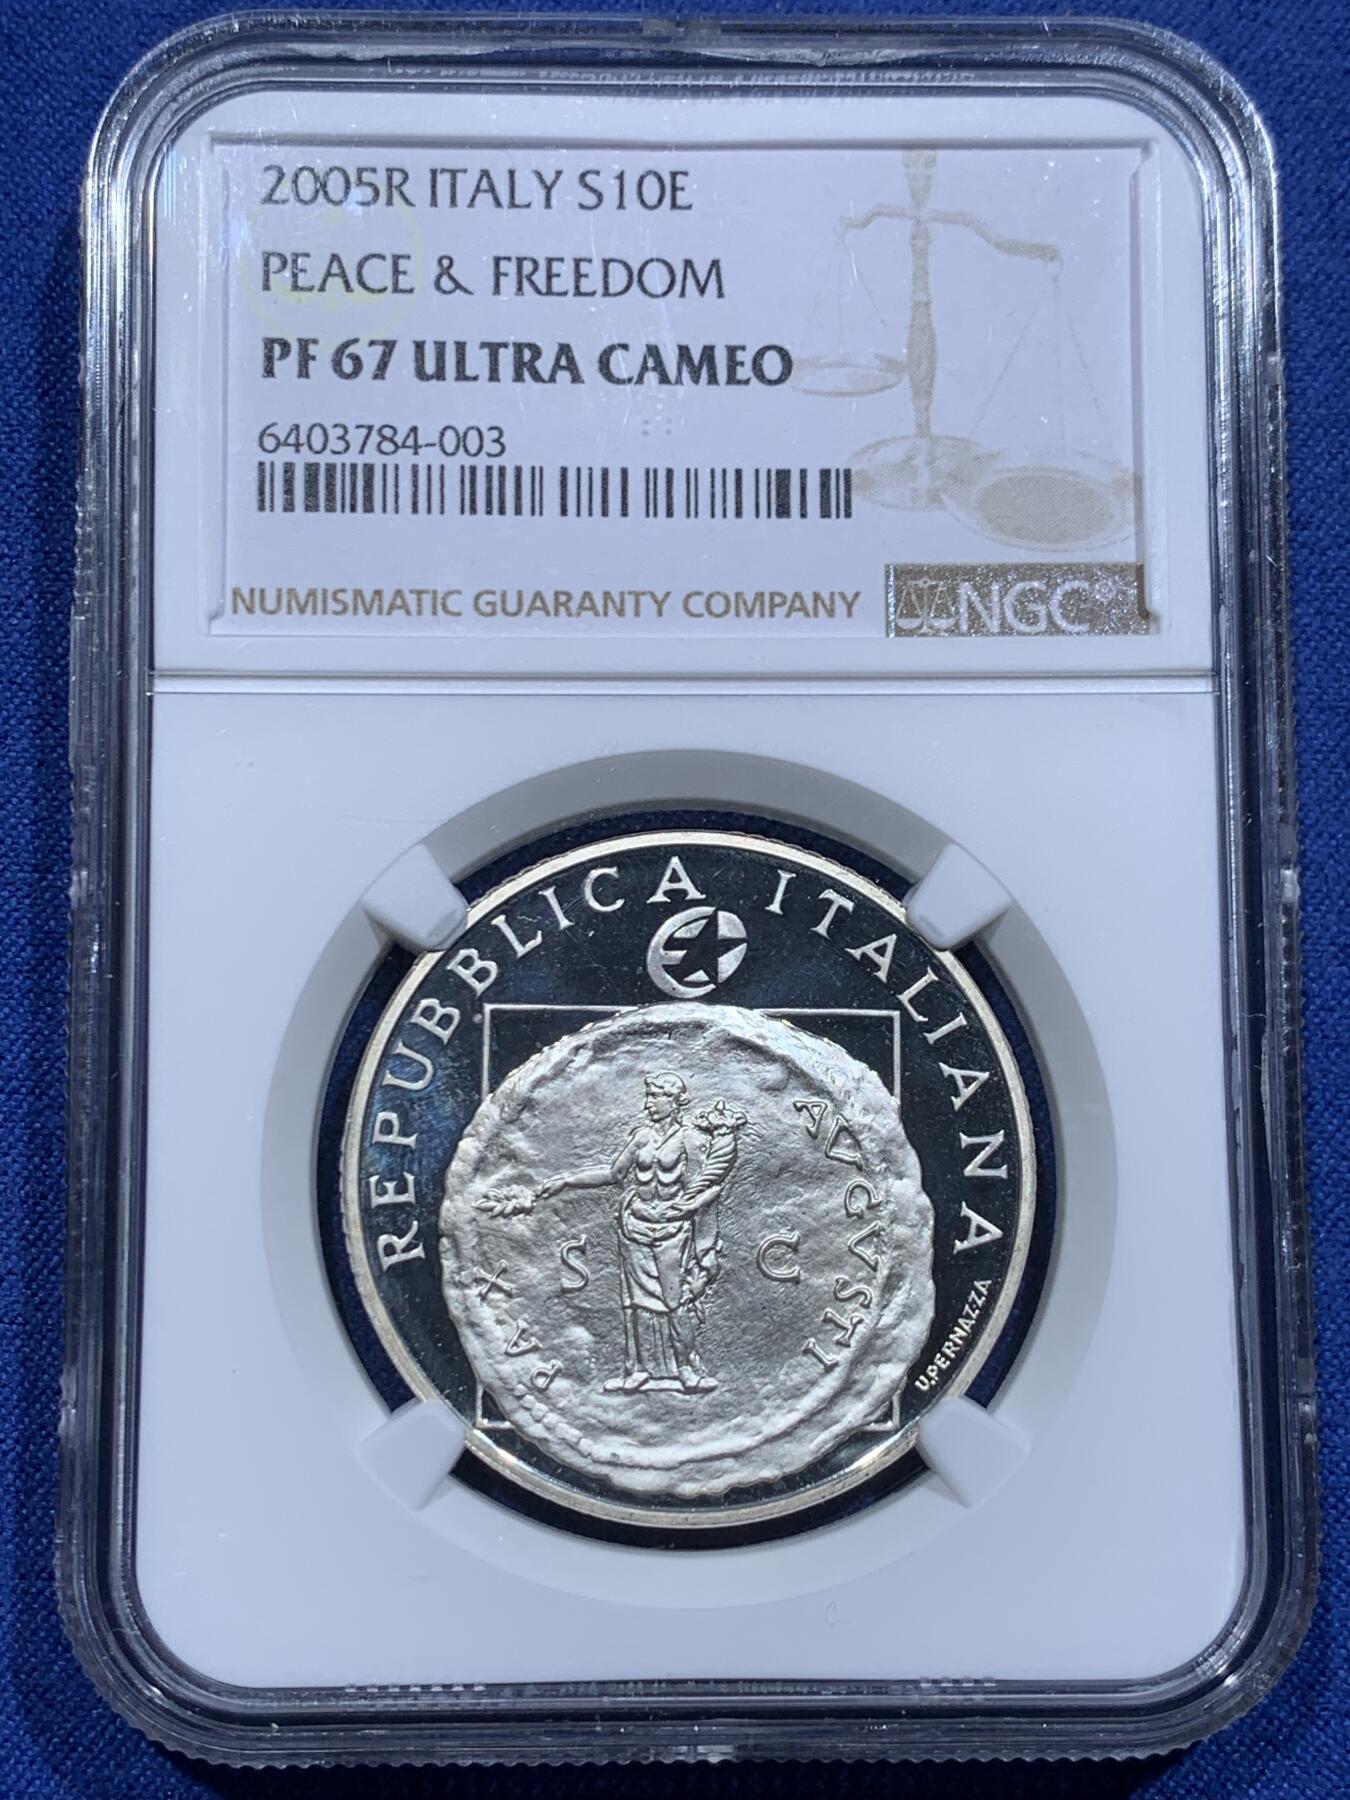 2005R ITALY S10E
PEACE & FREEDOM
PF 67 ULTRA CAMEO
6403784-003
NUMISMATIC GUARANTY COMPANY
NGC
REPUBBLICA ITALIANA
PAX AVGVSTI
S C
U.PERNAZZA